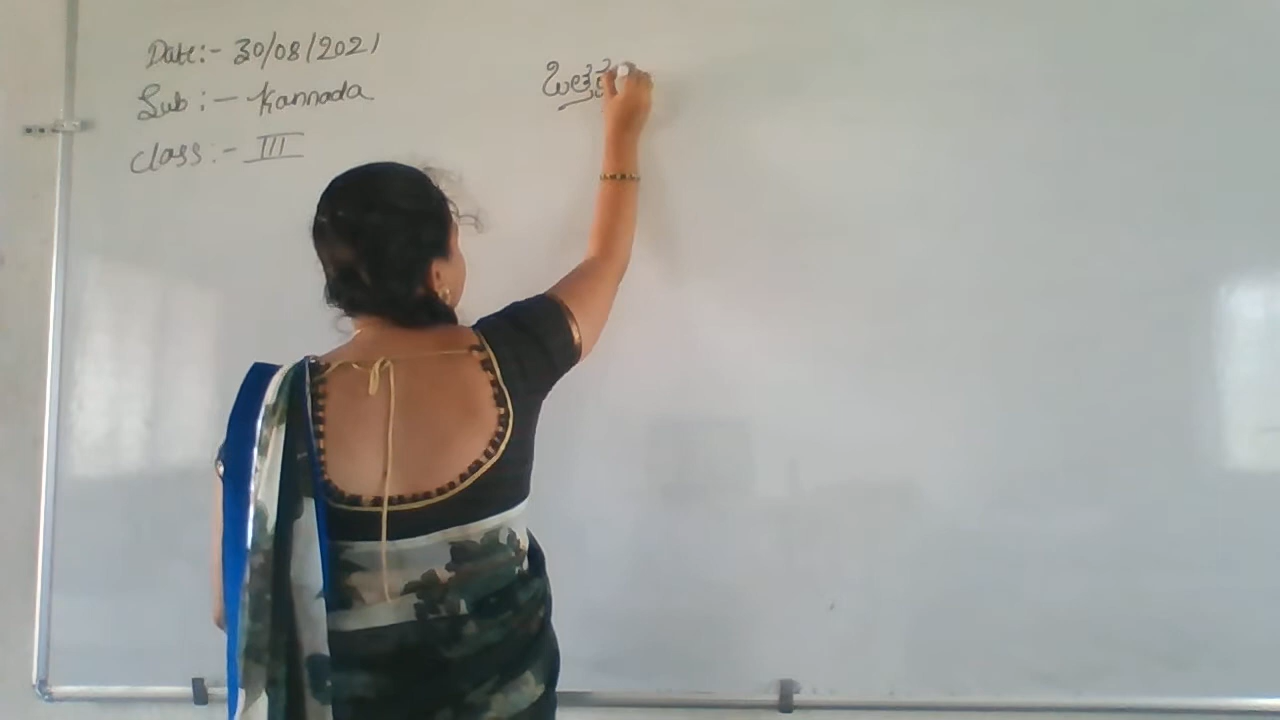 Date:- 30/08/2021
Sub :- Kannada
Class :- III